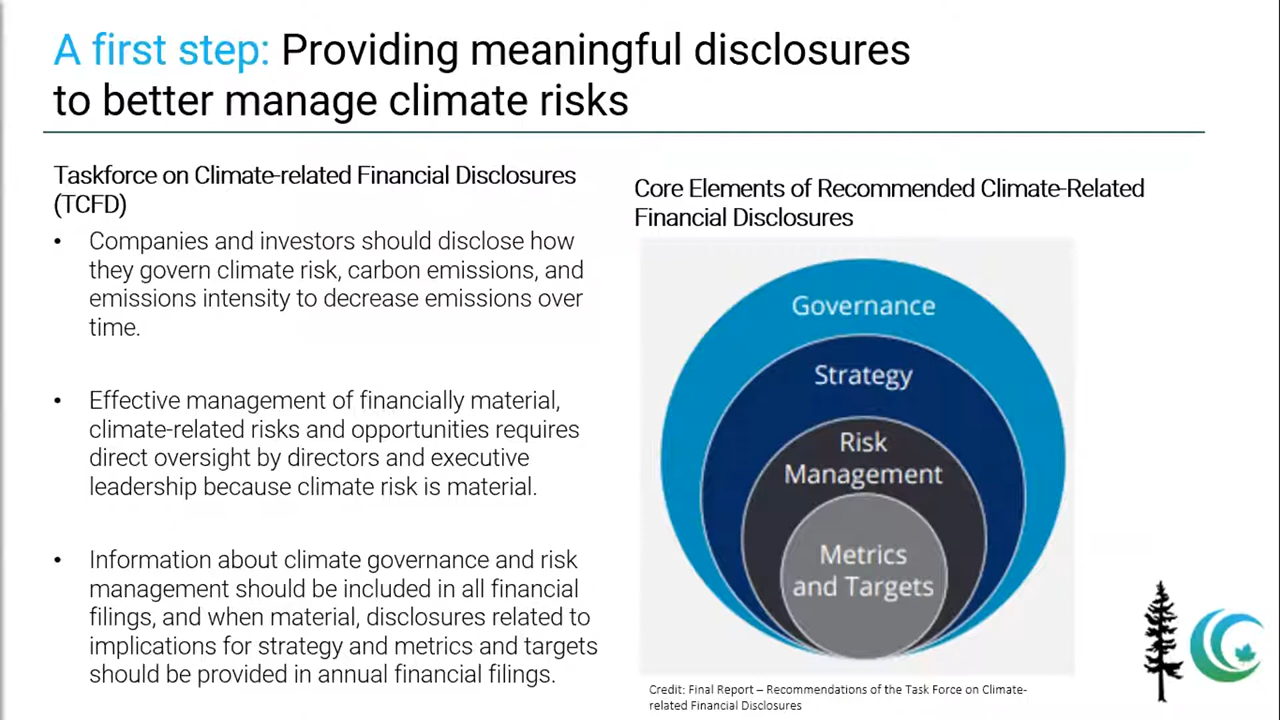 A first step: Providing meaningful disclosures
to better manage climate risks
Taskforce on Climate-related Financial Disclosures
(TCFD)
• Companies and investors should disclose how
they govern climate risk, carbon emissions, and
emissions intensity to decrease emissions over
time.
• Effective management of financially material,
climate-related risks and opportunities requires
direct oversight by directors and executive
leadership because climate risk is material.
• Information about climate governance and risk
management should be included in all financial
filings, and when material, disclosures related to
implications for strategy and metrics and targets
should be provided in annual financial filings.
Core Elements of Recommended Climate-Related
Financial Disclosures
Governance
Strategy
Risk
Management
Metrics
and Targets
Credit: Final Report – Recommendations of the Task Force on Climate-
related Financial Disclosures